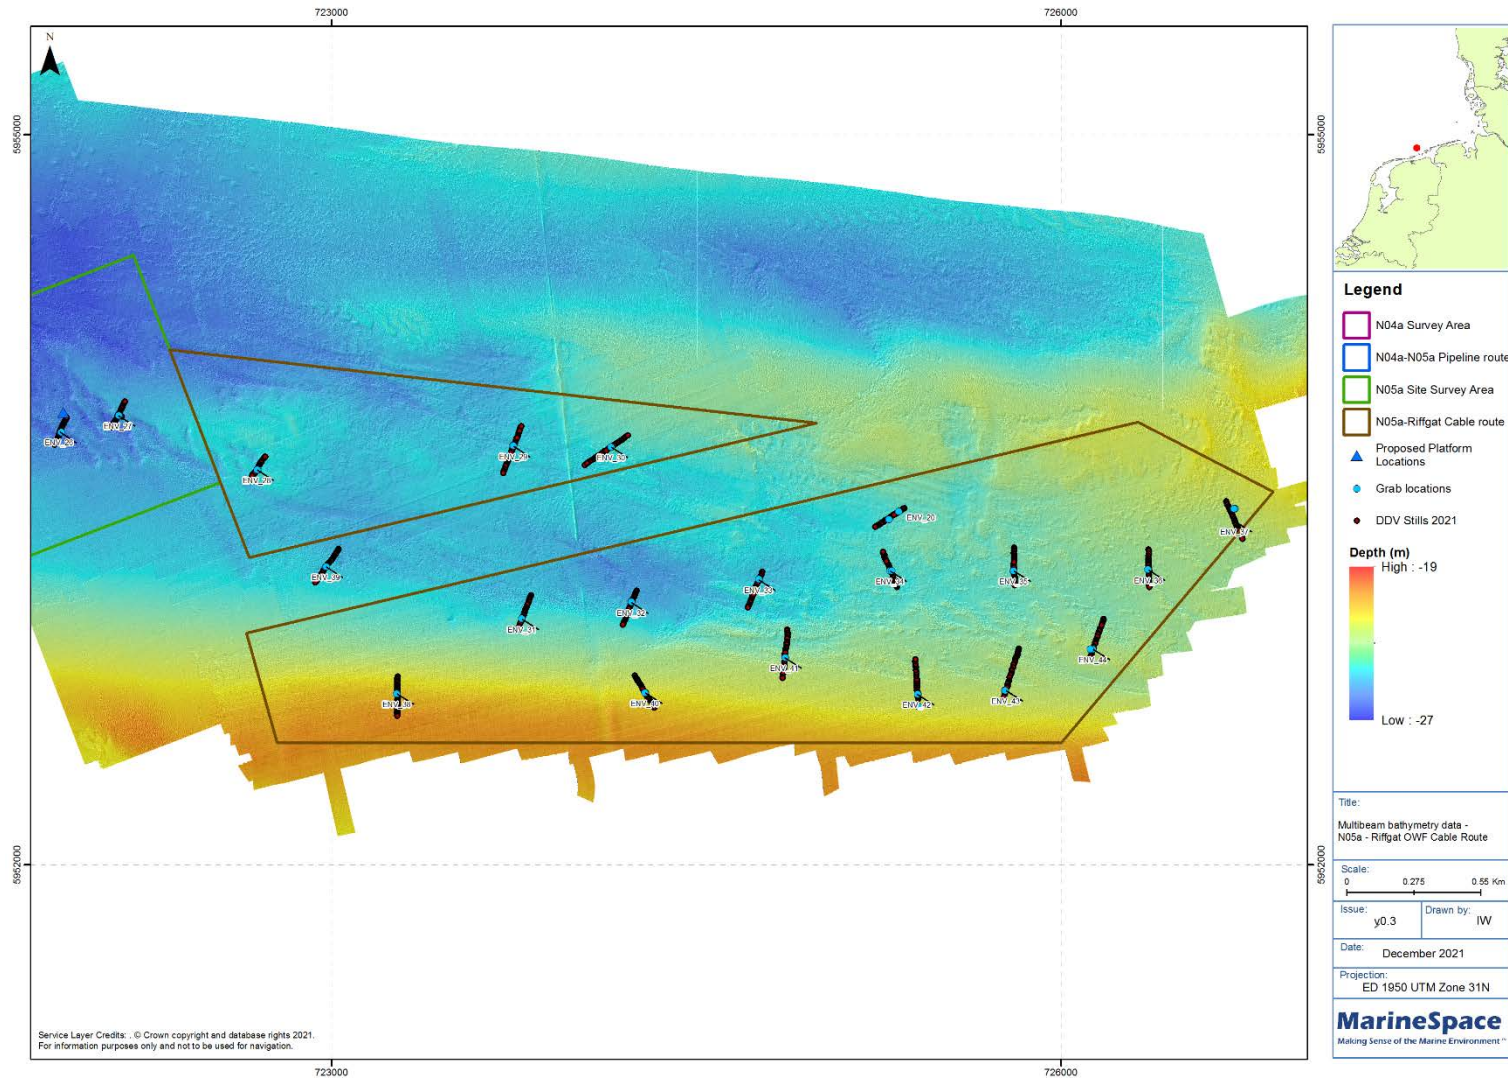 723000
726000
N
5955000
5955000
ENV_27
ENV_28
ENV_29
ENV_30
ENV_20
ENV_37
ENV_39
ENV_34
ENV_35
ENV_36
ENV_33
ENV_32
ENV_31
ENV_41
ENV_44
ENV_38
ENV_40
ENV_42
ENV_43
5952000
5952000
Service Layer Credits: . © Crown copyright and database rights 2021.
For information purposes only and not to be used for navigation.
723000
726000
Legend
N04a Survey Area
N04a-N05a Pipeline route
N05a Site Survey Area
N05a-Riffgat Cable route
Proposed Platform
Locations
Grab locations
DDV Stills 2021
Depth (m)
High : -19
Low : -27
Title:
Multibeam bathymetry data -
N05a - Riffgat OWF Cable Route
Scale:
0 0.275 0.55 Km
Issue: Drawn by:
v0.3 IW
Date: December 2021
Projection:
ED 1950 UTM Zone 31N
MarineSpace
Making Sense of the Marine Environment™